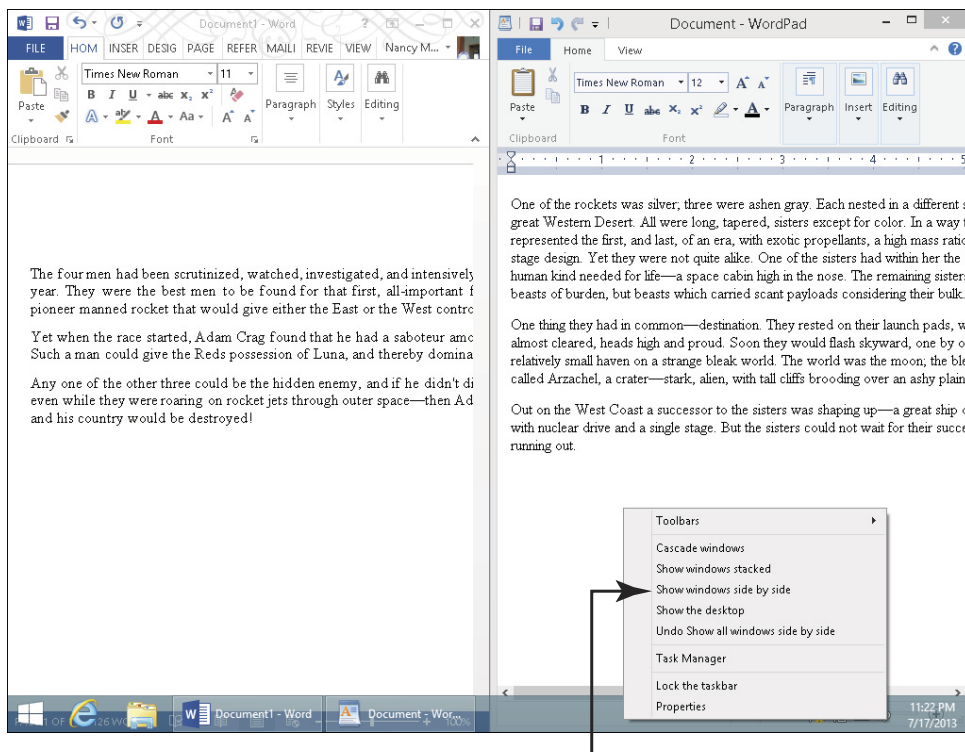 Document1 - Word
FILE HOM INSER DESIG PAGE REFER MAILI REVIE VIEW Nancy M...
Times New Roman 11
Paste
B I U abc X₂ X²
A aby A Aa A A
Paragraph Styles Editing
Clipboard Font
The four men had been scrutinized, watched, investigated, and intensively
year. They were the best men to be found for that first, all-important f
pioneer manned rocket that would give either the East or the West contro
Yet when the race started, Adam Crag found that he had a saboteur amo
Such a man could give the Reds possession of Luna, and thereby domina
Any one of the other three could be the hidden enemy, and if he didn't di
even while they were roaring on rocket jets through outer space—then Ad
and his country would be destroyed!
Document - WordPad
File Home View
Times New Roman 12 A A
Paste
B I U abc X₂ X² A
Paragraph Insert Editing
Clipboard Font
1 2 3 4 5
One of the rockets was silver; three were ashen gray. Each nested in a different s
great Western Desert. All were long, tapered, sisters except for color. In a way t
represented the first, and last, of an era, with exotic propellants, a high mass ratio
stage design. Yet they were not quite alike. One of the sisters had within her the
human kind needed for life—a space cabin high in the nose. The remaining sisters
beasts of burden, but beasts which carried scant payloads considering their bulk.
One thing they had in common—destination. They rested on their launch pads, w
almost cleared, heads high and proud. Soon they would flash skyward, one by o
relatively small haven on a strange bleak world. The world was the moon; the ble
called Arzachel, a crater—stark, alien, with tall cliffs brooding over an ashy plain
Out on the West Coast a successor to the sisters was shaping up—a great ship o
with nuclear drive and a single stage. But the sisters could not wait for their succe
running out.
Toolbars
Cascade windows
Show windows stacked
Show windows side by side
Show the desktop
Undo Show all windows side by side
Task Manager
Lock the taskbar
Properties
1 OF 26 WO Document1 - Word Document - Wor... 100%
11:22 PM
7/17/2013